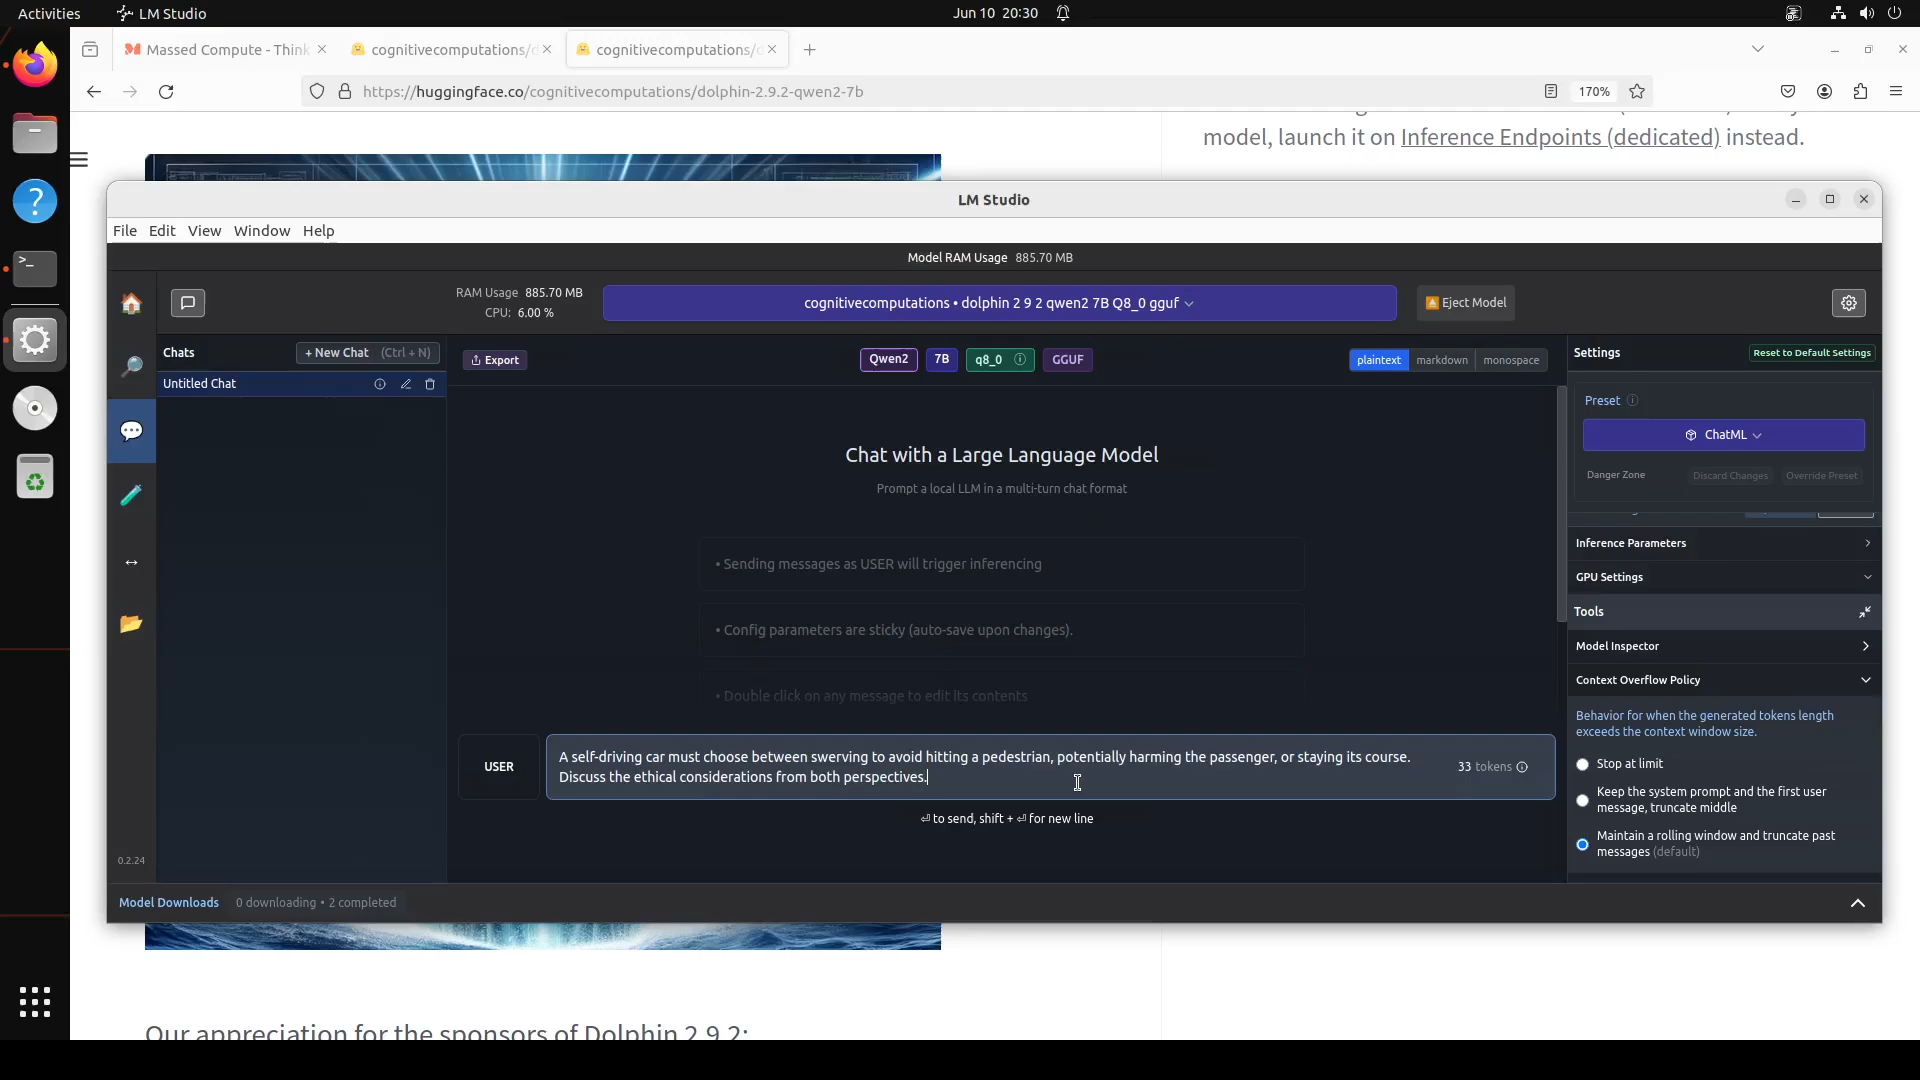 Activities
LM Studio
Jun 10 20:30
Massed Compute - Think
cognitivecomputations/d
cognitivecomputations/d
https://huggingface.co/cognitivecomputations/dolphin-2.9.2-qwen2-7b
170%
model, launch it on Inference Endpoints (dedicated) instead.
LM Studio
File Edit View Window Help
Model RAM Usage 885.70 MB
RAM Usage 885.70 MB
CPU: 6.00 %
cognitivecomputations • dolphin 2 9 2 qwen2 7B Q8_0 gguf
Eject Model
Chats
+ New Chat (Ctrl + N)
Untitled Chat
Export
Qwen2 7B q8_0 GGUF
plaintext markdown monospace
Settings
Reset to Default Settings
Preset
ChatML
Danger Zone Discard Changes Override Preset
Chat with a Large Language Model
Prompt a local LLM in a multi-turn chat format
• Sending messages as USER will trigger inferencing
• Config parameters are sticky (auto-save upon changes).
• Double click on any message to edit its contents
Inference Parameters
GPU Settings
Tools
Model Inspector
Context Overflow Policy
Behavior for when the generated tokens length
exceeds the context window size.
Stop at limit
Keep the system prompt and the first user
message, truncate middle
Maintain a rolling window and truncate past
messages (default)
USER
A self-driving car must choose between swerving to avoid hitting a pedestrian, potentially harming the passenger, or staying its course.
Discuss the ethical considerations from both perspectives.
33 tokens
⏎ to send, shift + ⏎ for new line
0.2.24
Model Downloads 0 downloading • 2 completed
Our appreciation for the sponsors of Dolphin 2.9.2: